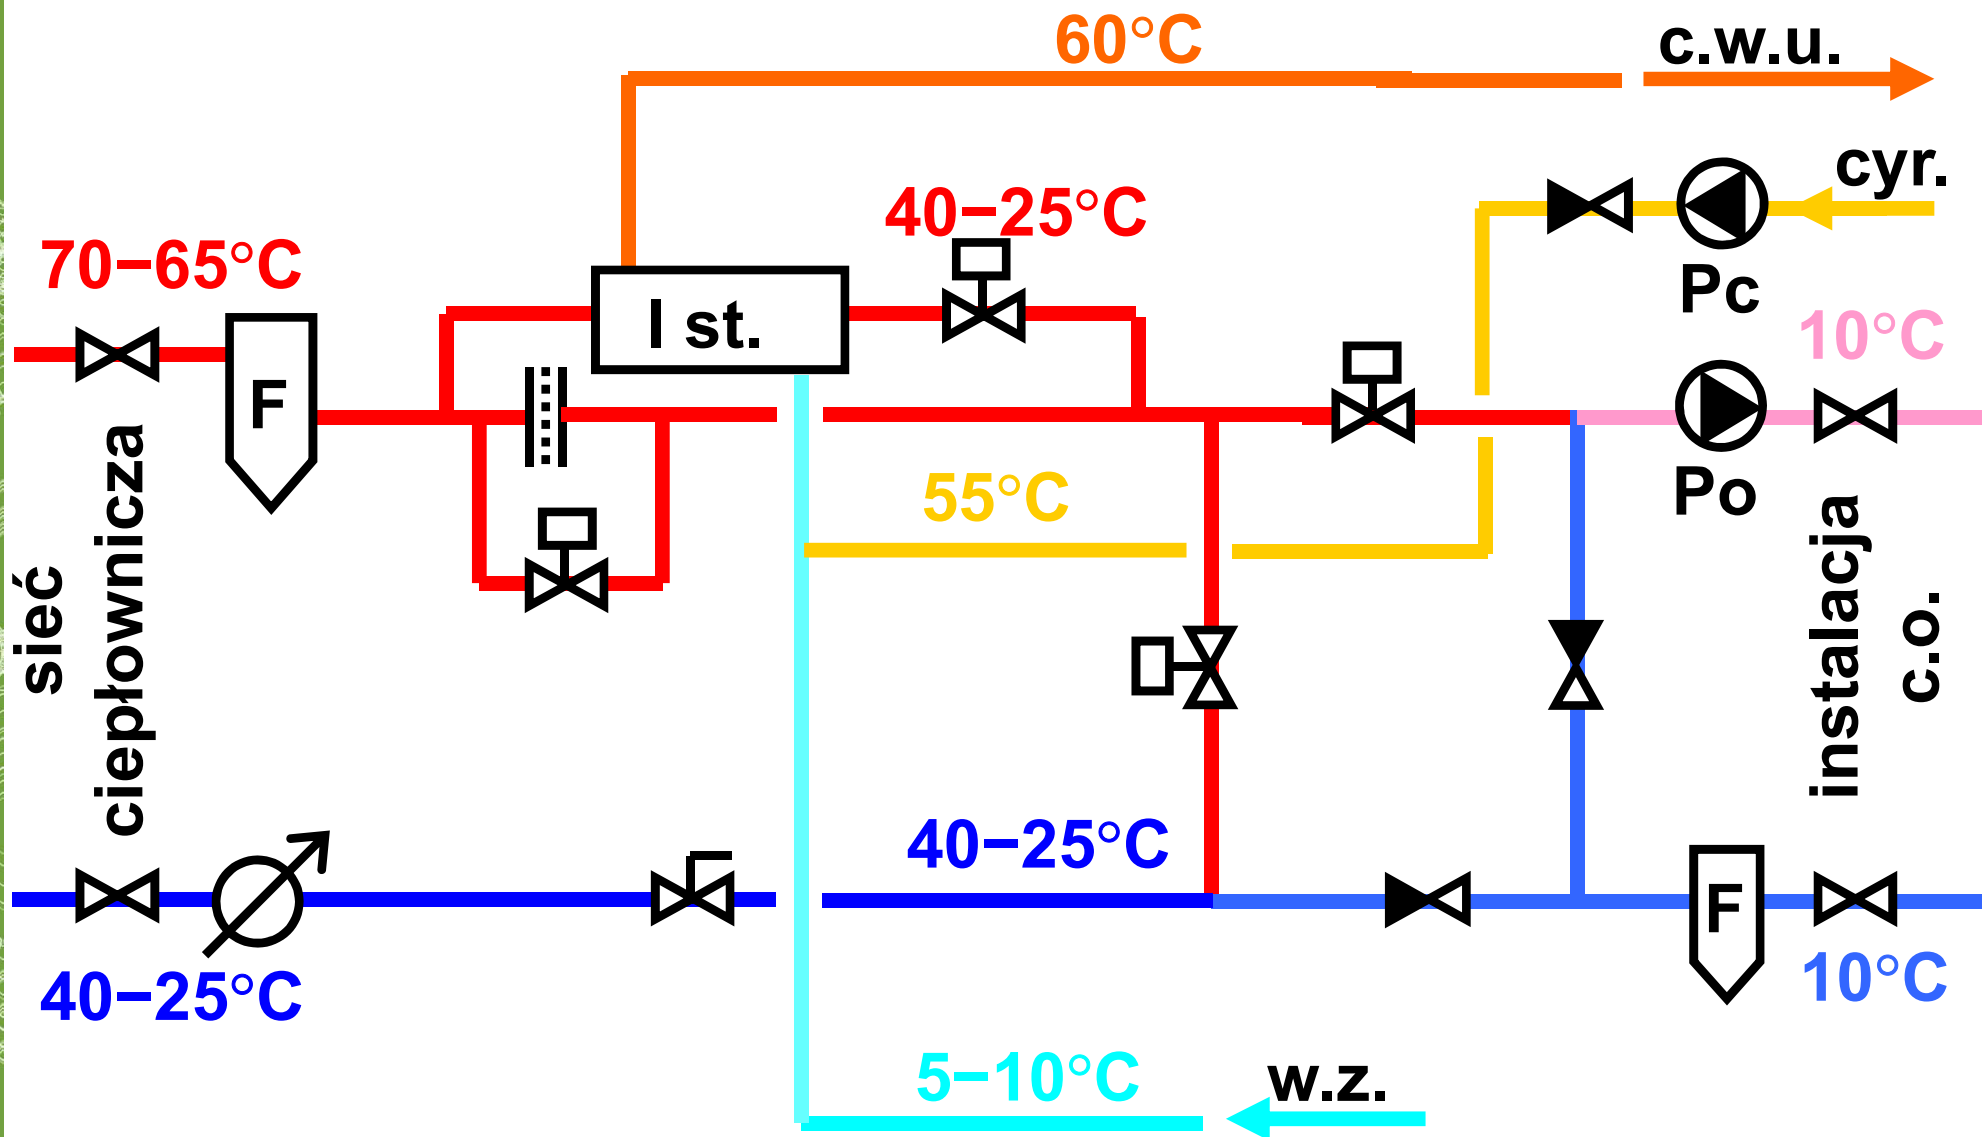 60°C
c.w.u.
cyr.
40−25°C
70−65°C
I st.
Pc
10°C
F
Po
55°C
sieć
ciepłownicza
instalacja
c.o.
40−25°C
F
40−25°C
10°C
5−10°C
w.z.